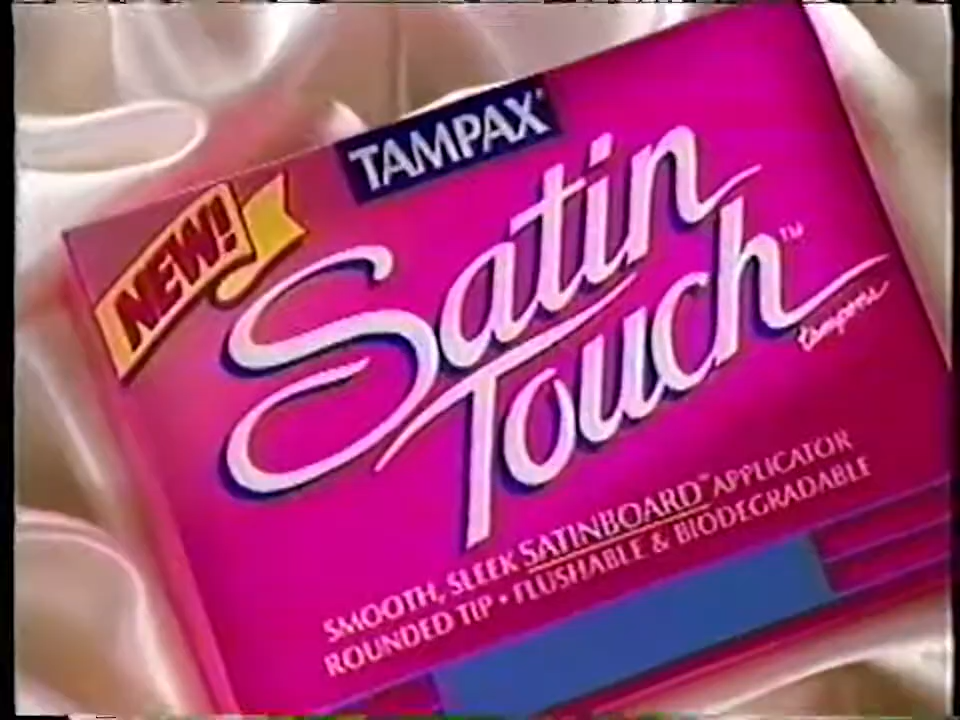 TAMPAX®
NEW!
Satin
Touch™
tampons
SMOOTH, SLEEK SATINBOARD™ APPLICATOR
ROUNDED TIP • FLUSHABLE & BIODEGRADABLE